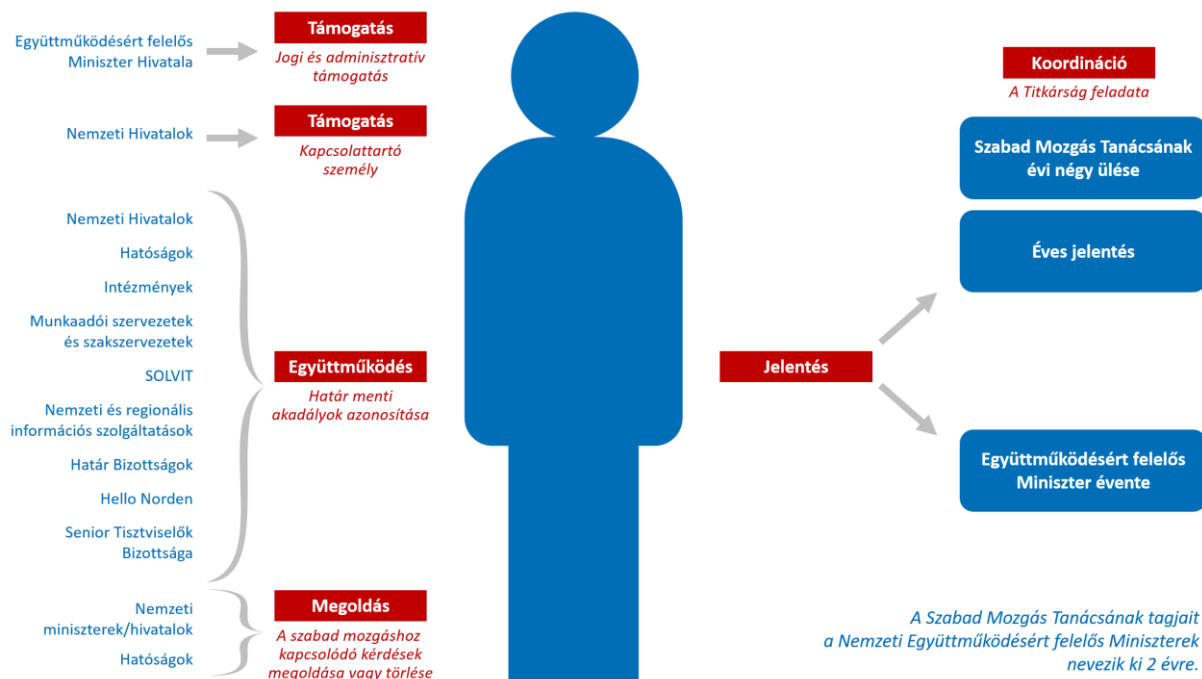 Együttműködésért felelős
Miniszter Hivatala
Támogatás
Jogi és adminisztratív
támogatás
Nemzeti Hivatalok
Támogatás
Kapcsolattartó
személy
Nemzeti Hivatalok
Hatóságok
Intézmények
Munkaadói szervezetek
és szakszervezetek
SOLVIT
Nemzeti és regionális
információs szolgáltatások
Határ Bizottságok
Hello Norden
Senior Tisztviselők
Bizottsága
Együttműködés
Határ menti
akadályok azonosítása
Nemzeti
miniszterek/hivatalok
Hatóságok
Megoldás
A szabad mozgáshoz
kapcsolódó kérdések
megoldása vagy törlése
Jelentés
Koordináció
A Titkárság feladata
Szabad Mozgás Tanácsának
évi négy ülése
Éves jelentés
Együttműködésért felelős
Miniszter évente
A Szabad Mozgás Tanácsának tagjait
a Nemzeti Együttműködésért felelős Miniszterek
nevezik ki 2 évre.